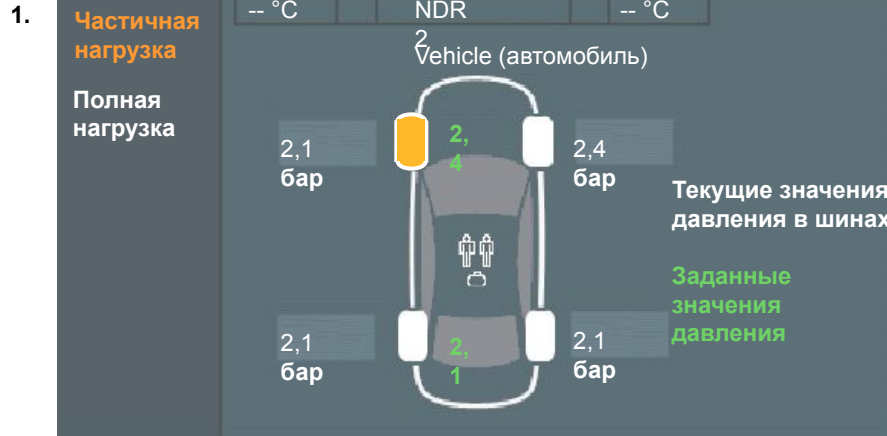 1.
Частичная
нагрузка
Полная
нагрузка
-- °C
NDR
2
-- °C
Vehicle (автомобиль)
2,1
бар
2,
4
2,4
бар
Текущие значения
давления в шинах
Заданные
значения
давления
2,1
бар
2,
1
2,1
бар